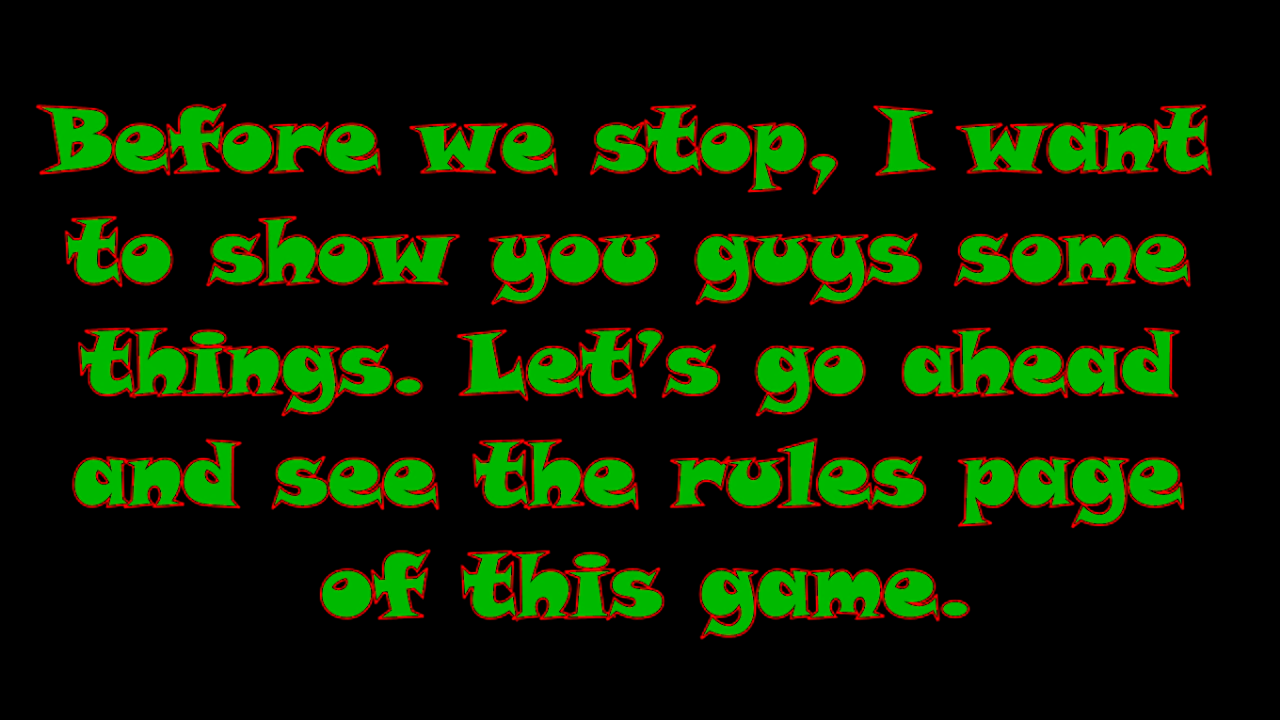 Before we stop, I want
to show you guys some
things. Let's go ahead
and see the rules page
of this game.